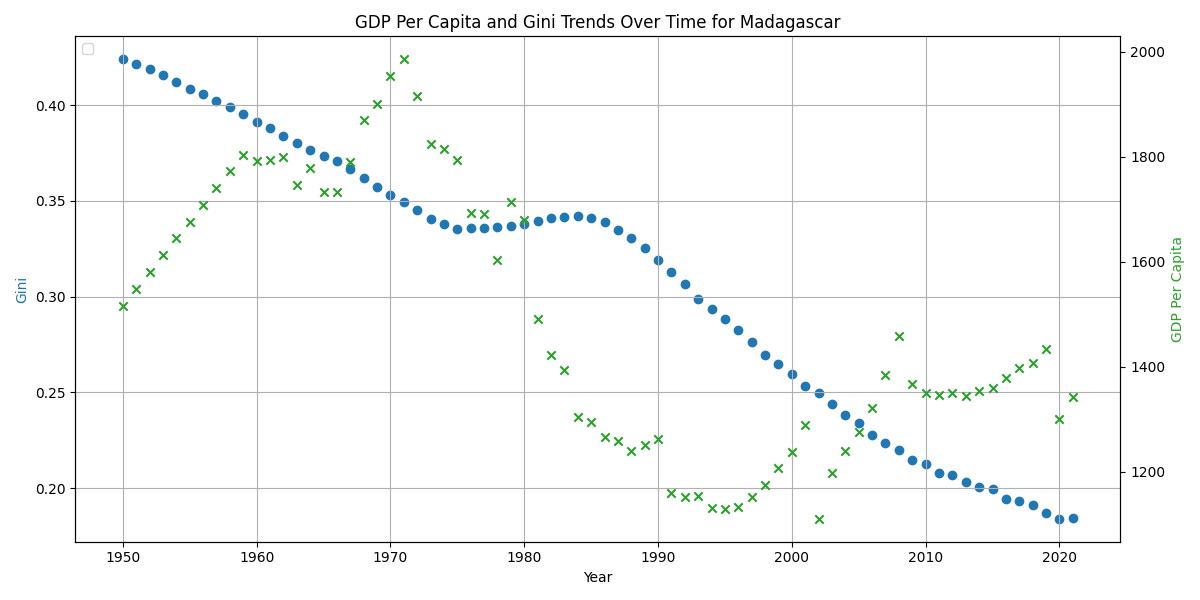 GDP Per Capita and Gini Trends Over Time for Madagascar
Gini
0.40
0.35
0.30
0.25
0.20
2000
1800
1600
1400
1200
GDP Per Capita
1950 1960 1970 1980 1990 2000 2010 2020
Year